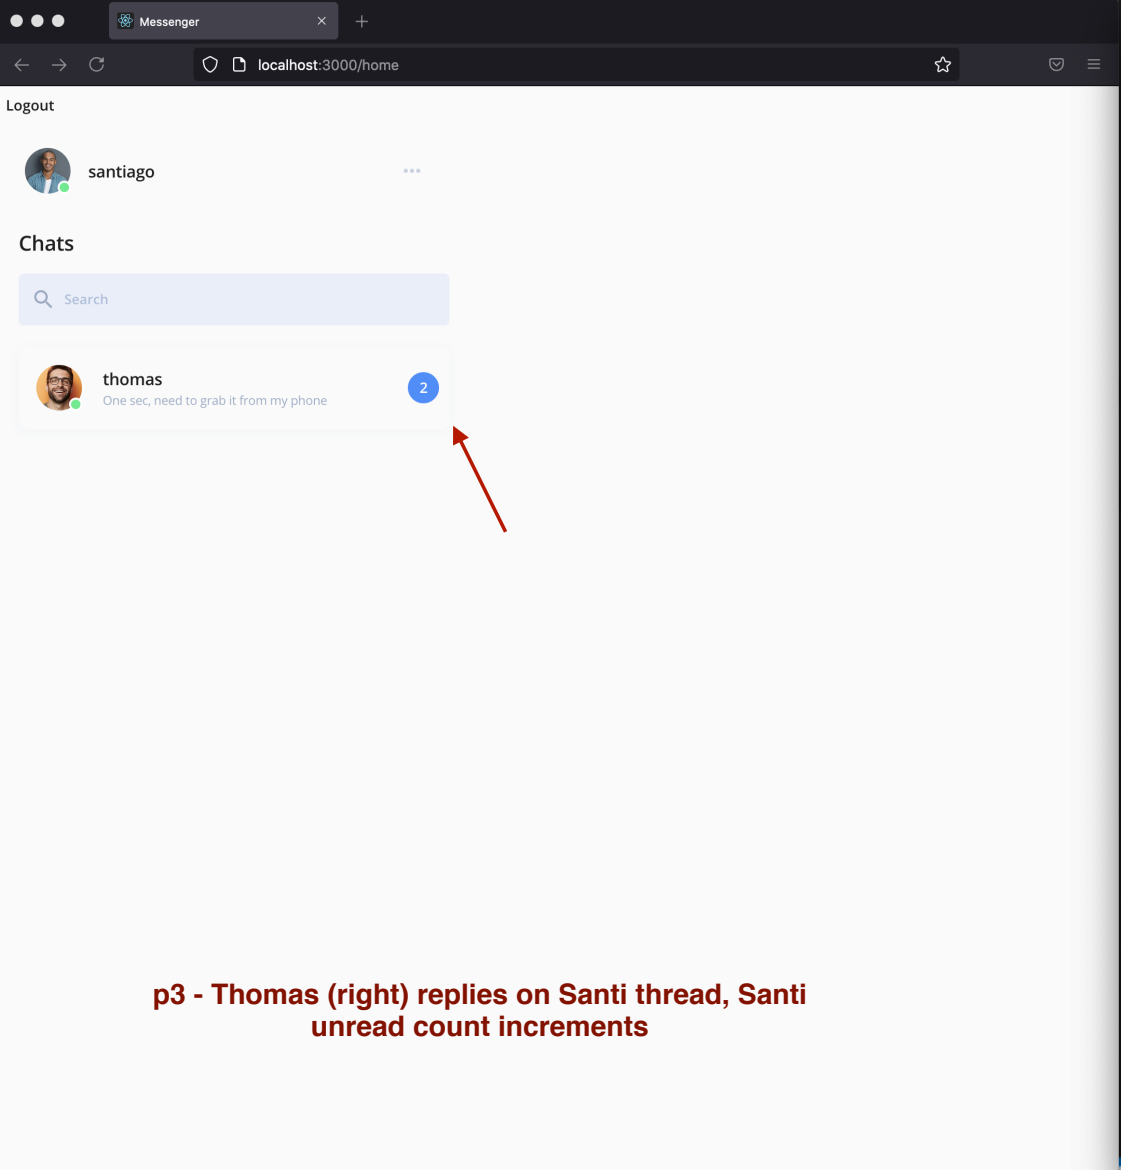 Messenger
localhost:3000/home
Logout
santiago
Chats
Search
thomas
One sec, need to grab it from my phone
2
p3 - Thomas (right) replies on Santi thread, Santi
unread count increments